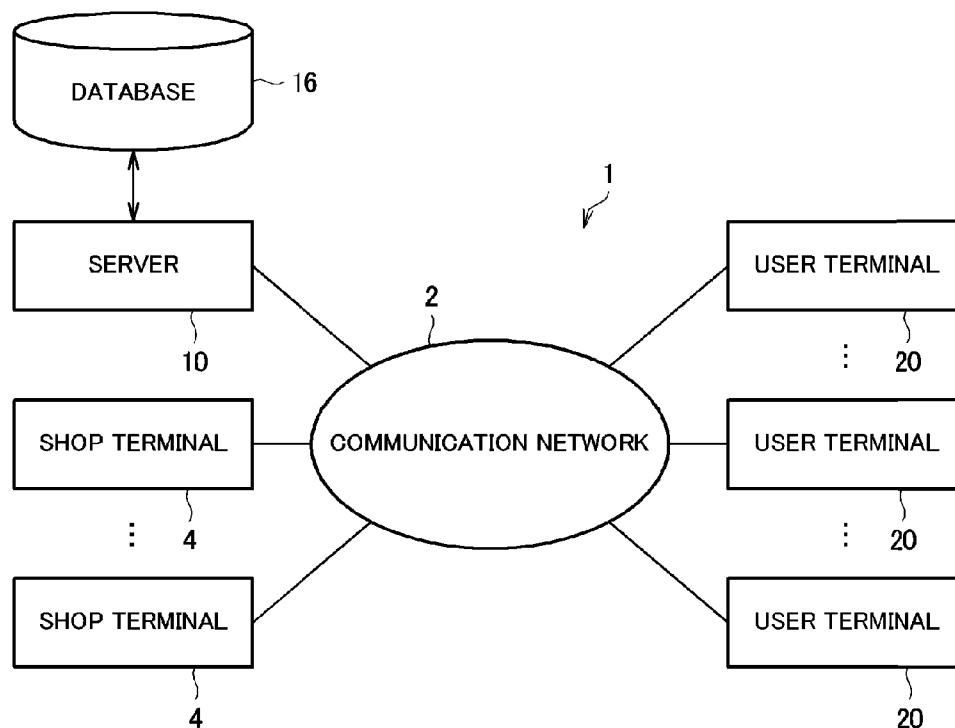 DATABASE
16
1
SERVER
USER TERMINAL
10
2
20
⋮
SHOP TERMINAL
COMMUNICATION NETWORK
USER TERMINAL
⋮
4
⋮
20
SHOP TERMINAL
USER TERMINAL
4
20